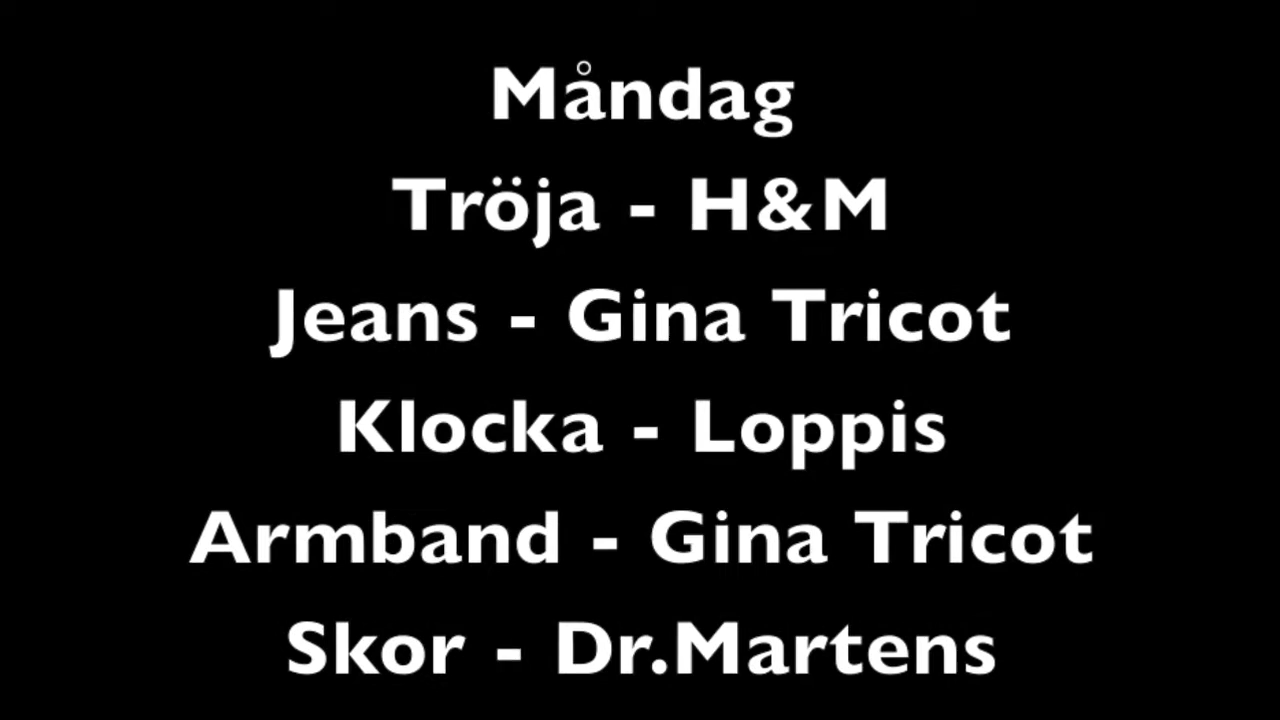 Måndag
Tröja - H&M
Jeans - Gina Tricot
Klocka - Loppis
Armband - Gina Tricot
Skor - Dr.Martens